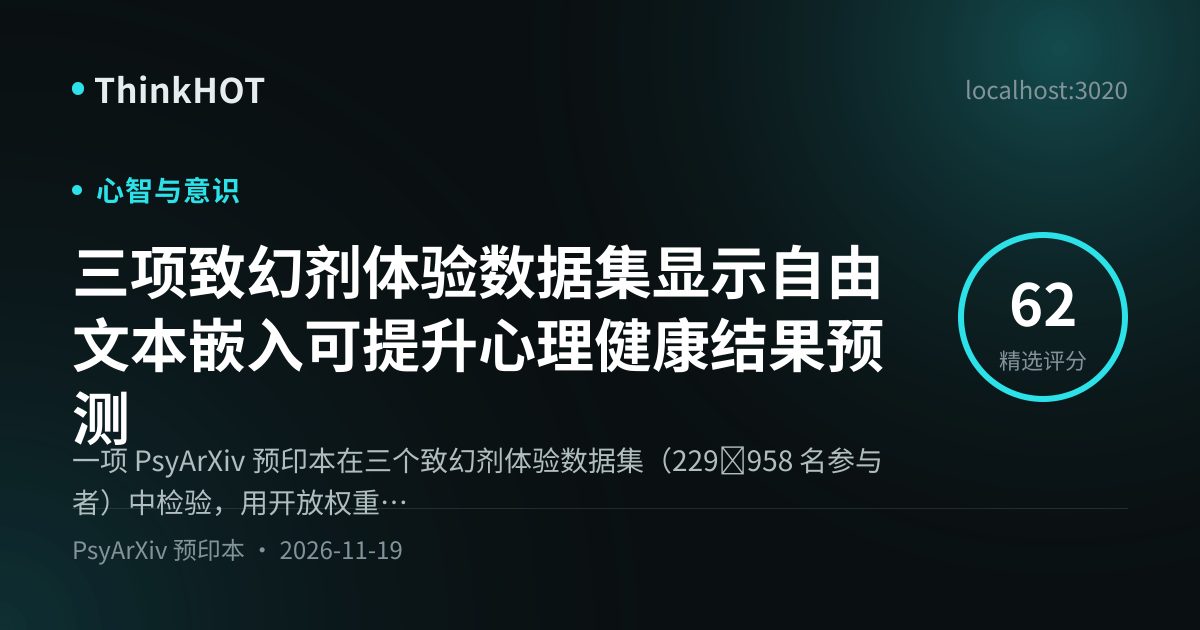 ThinkHOT
localhost:3020
心智与意识
三项致幻剂体验数据集显示自由
文本嵌入可提升心理健康结果预
测
62
精选评分
一项 PsyArXiv 预印本在三个致幻剂体验数据集（229☒958 名参与
者）中检验，用开放权重…
PsyArXiv 预印本 · 2026-11-19